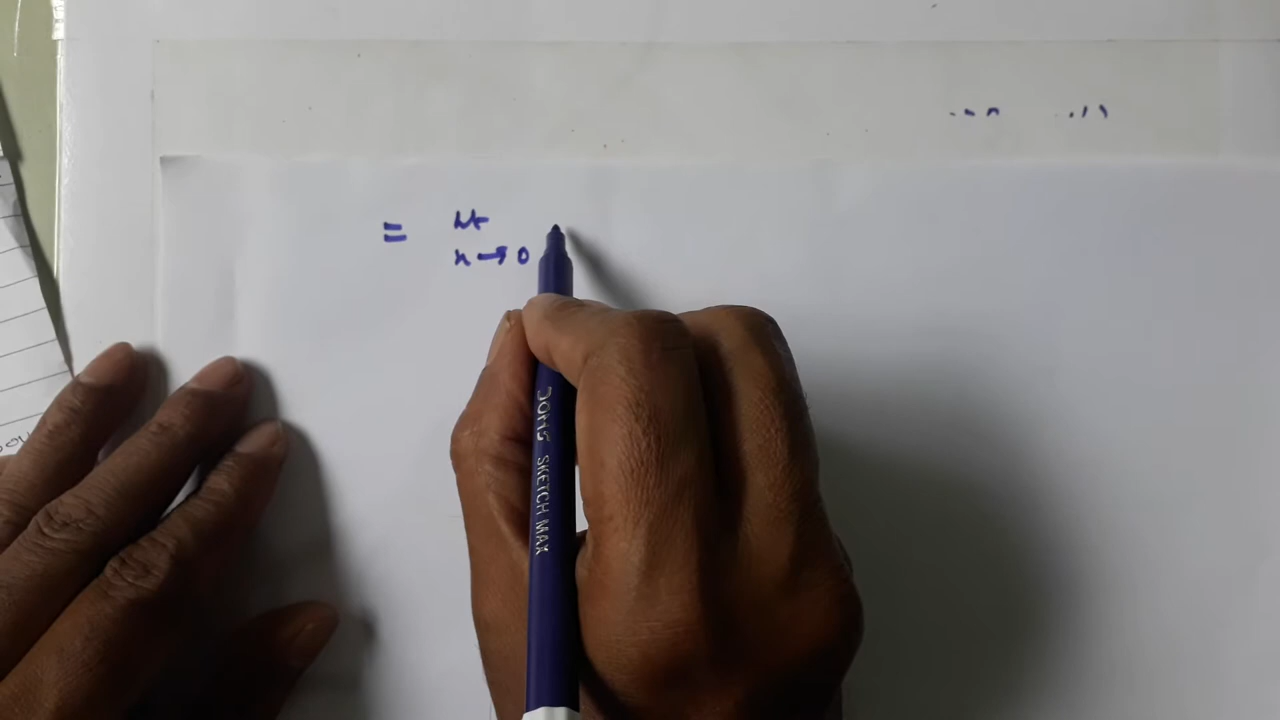 = Lt
x→0
DOMS SKETCH MAX